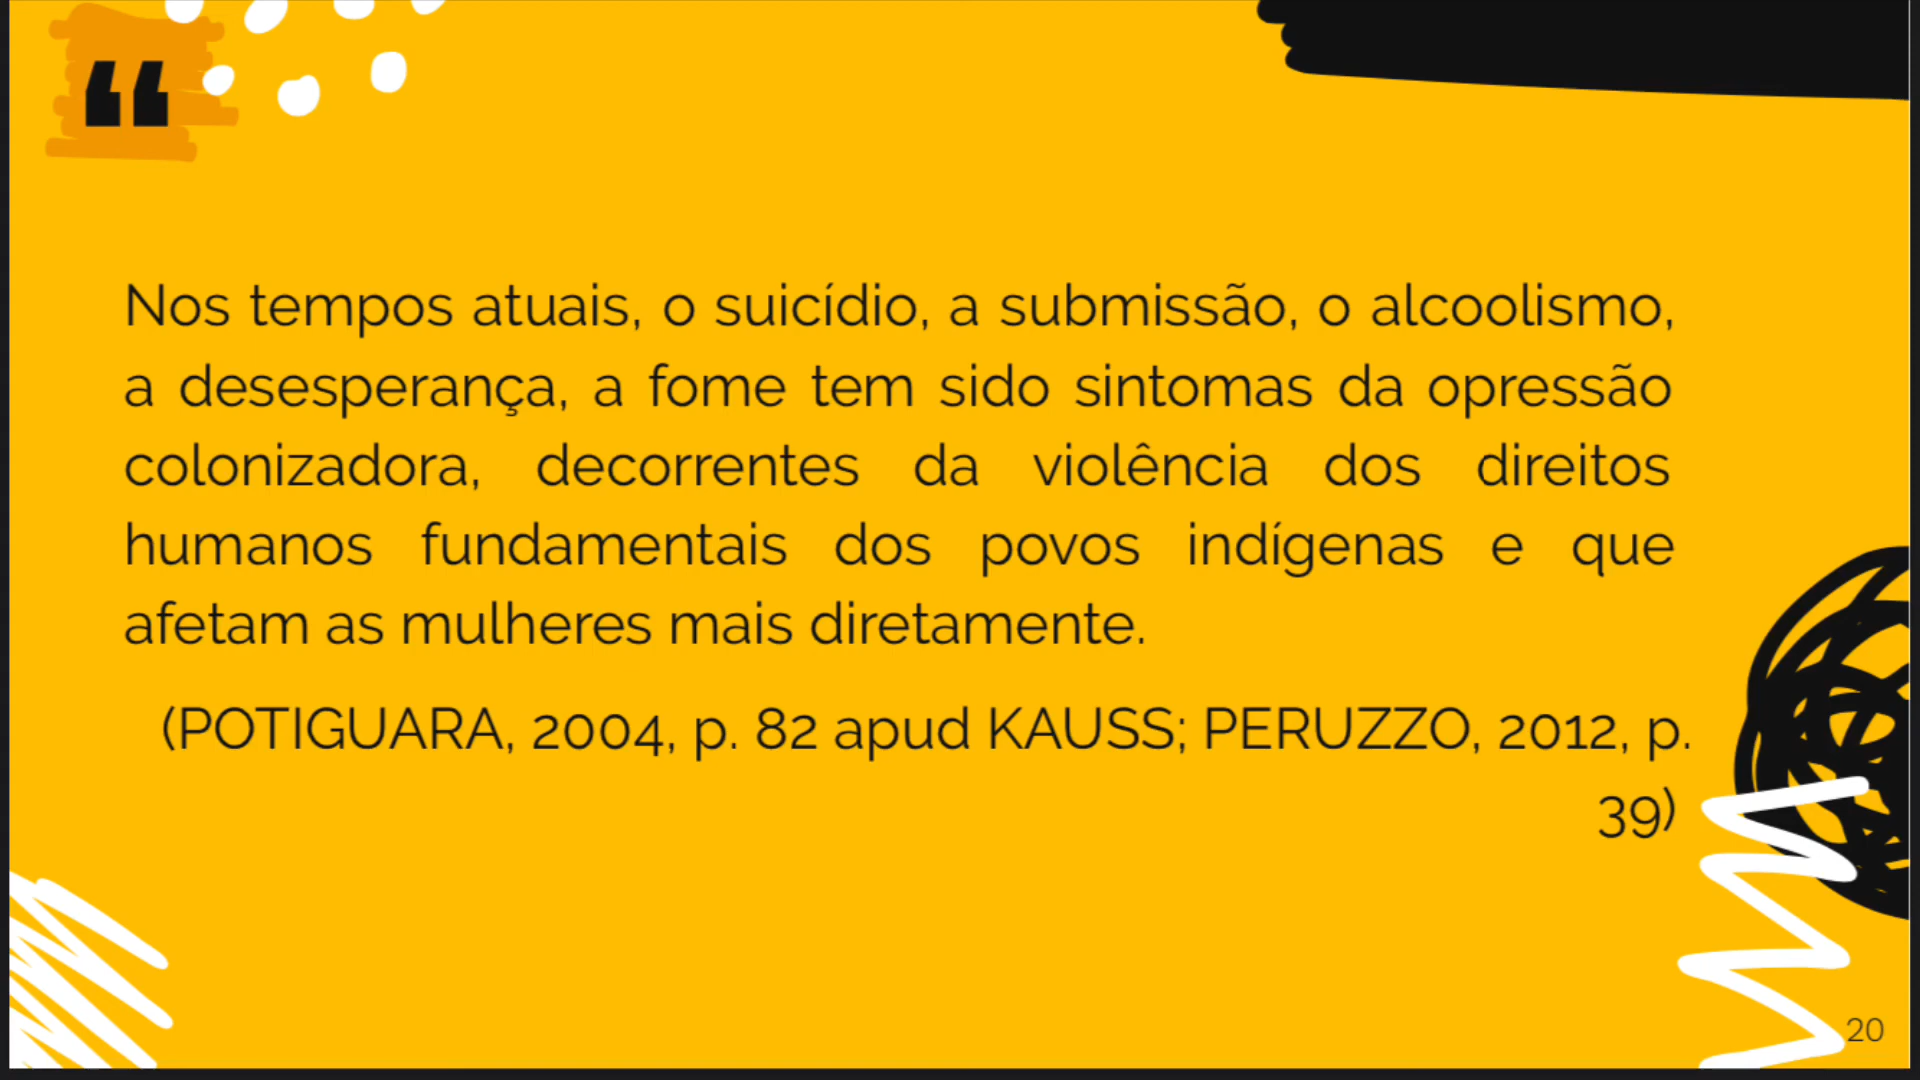 “
Nos tempos atuais, o suicídio, a submissão, o alcoolismo,
a desesperança, a fome tem sido sintomas da opressão
colonizadora, decorrentes da violência dos direitos
humanos fundamentais dos povos indígenas e que
afetam as mulheres mais diretamente.
(POTIGUARA, 2004, p. 82 apud KAUSS; PERUZZO, 2012, p.
39)
20